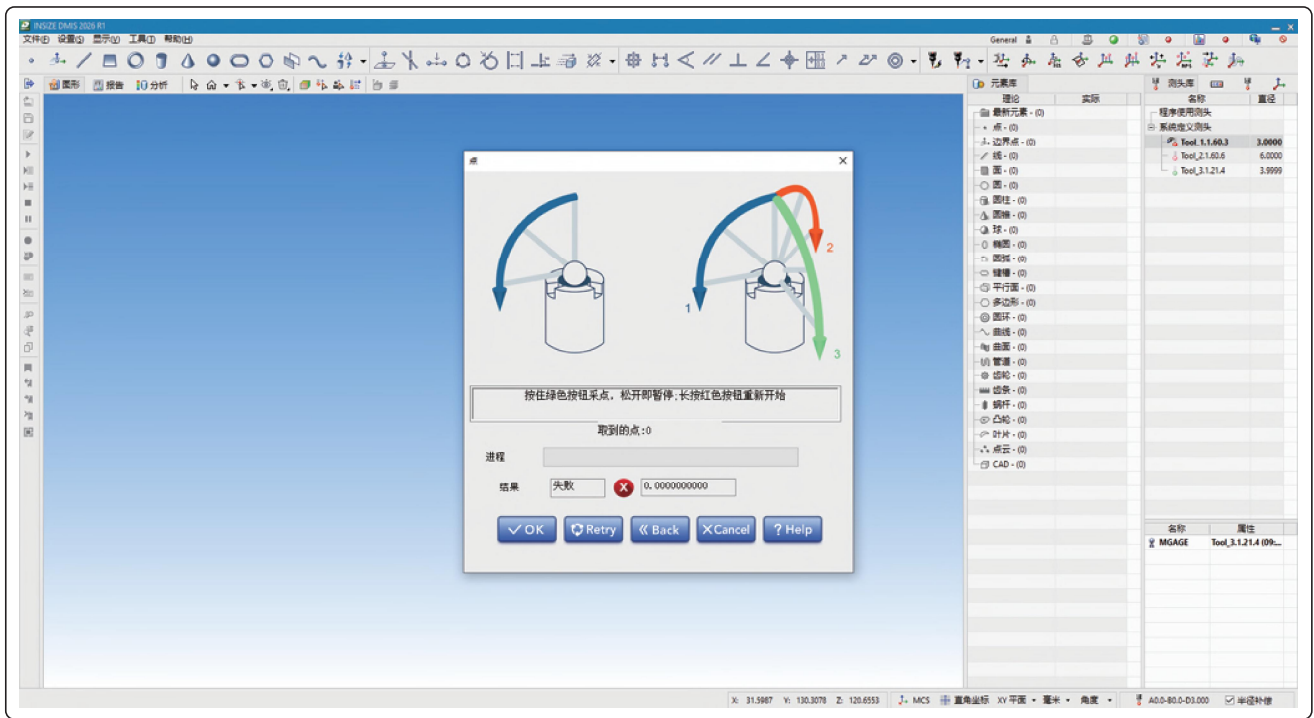 INSIZE DMIS 2026 R1
文件(F) 设置(G) 显示(V) 工具(T) 帮助(H)
General
图形 报告 分析
元素库
理论 实际
最新元素 - (0)
点 - (0)
边界点 - (0)
线 - (0)
面 - (0)
圆 - (0)
圆柱 - (0)
圆锥 - (0)
球 - (0)
椭圆 - (0)
圆弧 - (0)
键槽 - (0)
平行面 - (0)
多边形 - (0)
圆环 - (0)
曲线 - (0)
曲面 - (0)
管道 - (0)
齿轮 - (0)
齿条 - (0)
蜗杆 - (0)
凸轮 - (0)
叶片 - (0)
点云 - (0)
CAD - (0)
测头库
名称 直径
程序使用测头
系统定义测头
Tool_1.1.60.3 3.0000
Tool_2.1.60.6 6.0000
Tool_3.1.21.4 3.9999
名称 属性
MGAGE Tool_3.1.21.4 (09:...
点
1
2
3
按住绿色按钮采点，松开即暂停;长按红色按钮重新开始
取到的点:0
进程
结果 失败 X 0.0000000000
OK Retry Back Cancel ? Help
X: 31.5987 Y: 130.3078 Z: 120.6553 MCS 直角坐标 XY 平面 毫米 角度 A0.0-B0.0-D3.000 半径补偿